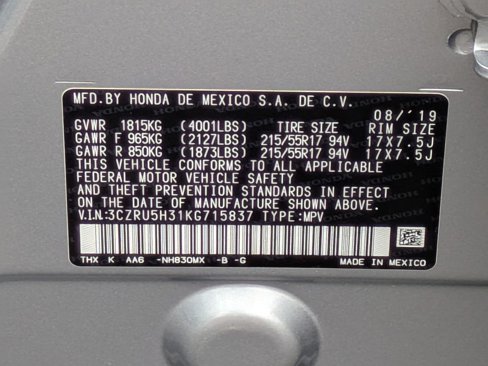 MFD.BY HONDA DE MEXICO S.A. DE C.V.
08/'19
GVWR 1815KG (4001LBS) TIRE SIZE RIM SIZE
GAWR F 965KG (2127LBS) 215/55R17 94V 17X7.5J
GAWR R 850KG (1873LBS) 215/55R17 94V 17X7.5J
THIS VEHICLE CONFORMS TO ALL APPLICABLE
FEDERAL MOTOR VEHICLE SAFETY
AND THEFT PREVENTION STANDARDS IN EFFECT
ON THE DATE OF MANUFACTURE SHOWN ABOVE.
V.I.N:3CZRU5H31KG715837 TYPE:MPV
THX K AA6 -NH830MX -B -G MADE IN MEXICO